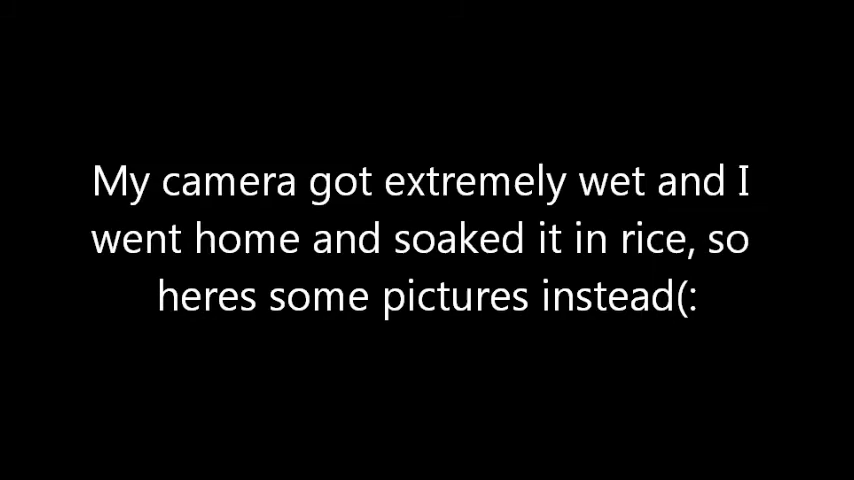 My camera got extremely wet and I
went home and soaked it in rice, so
heres some pictures instead(: